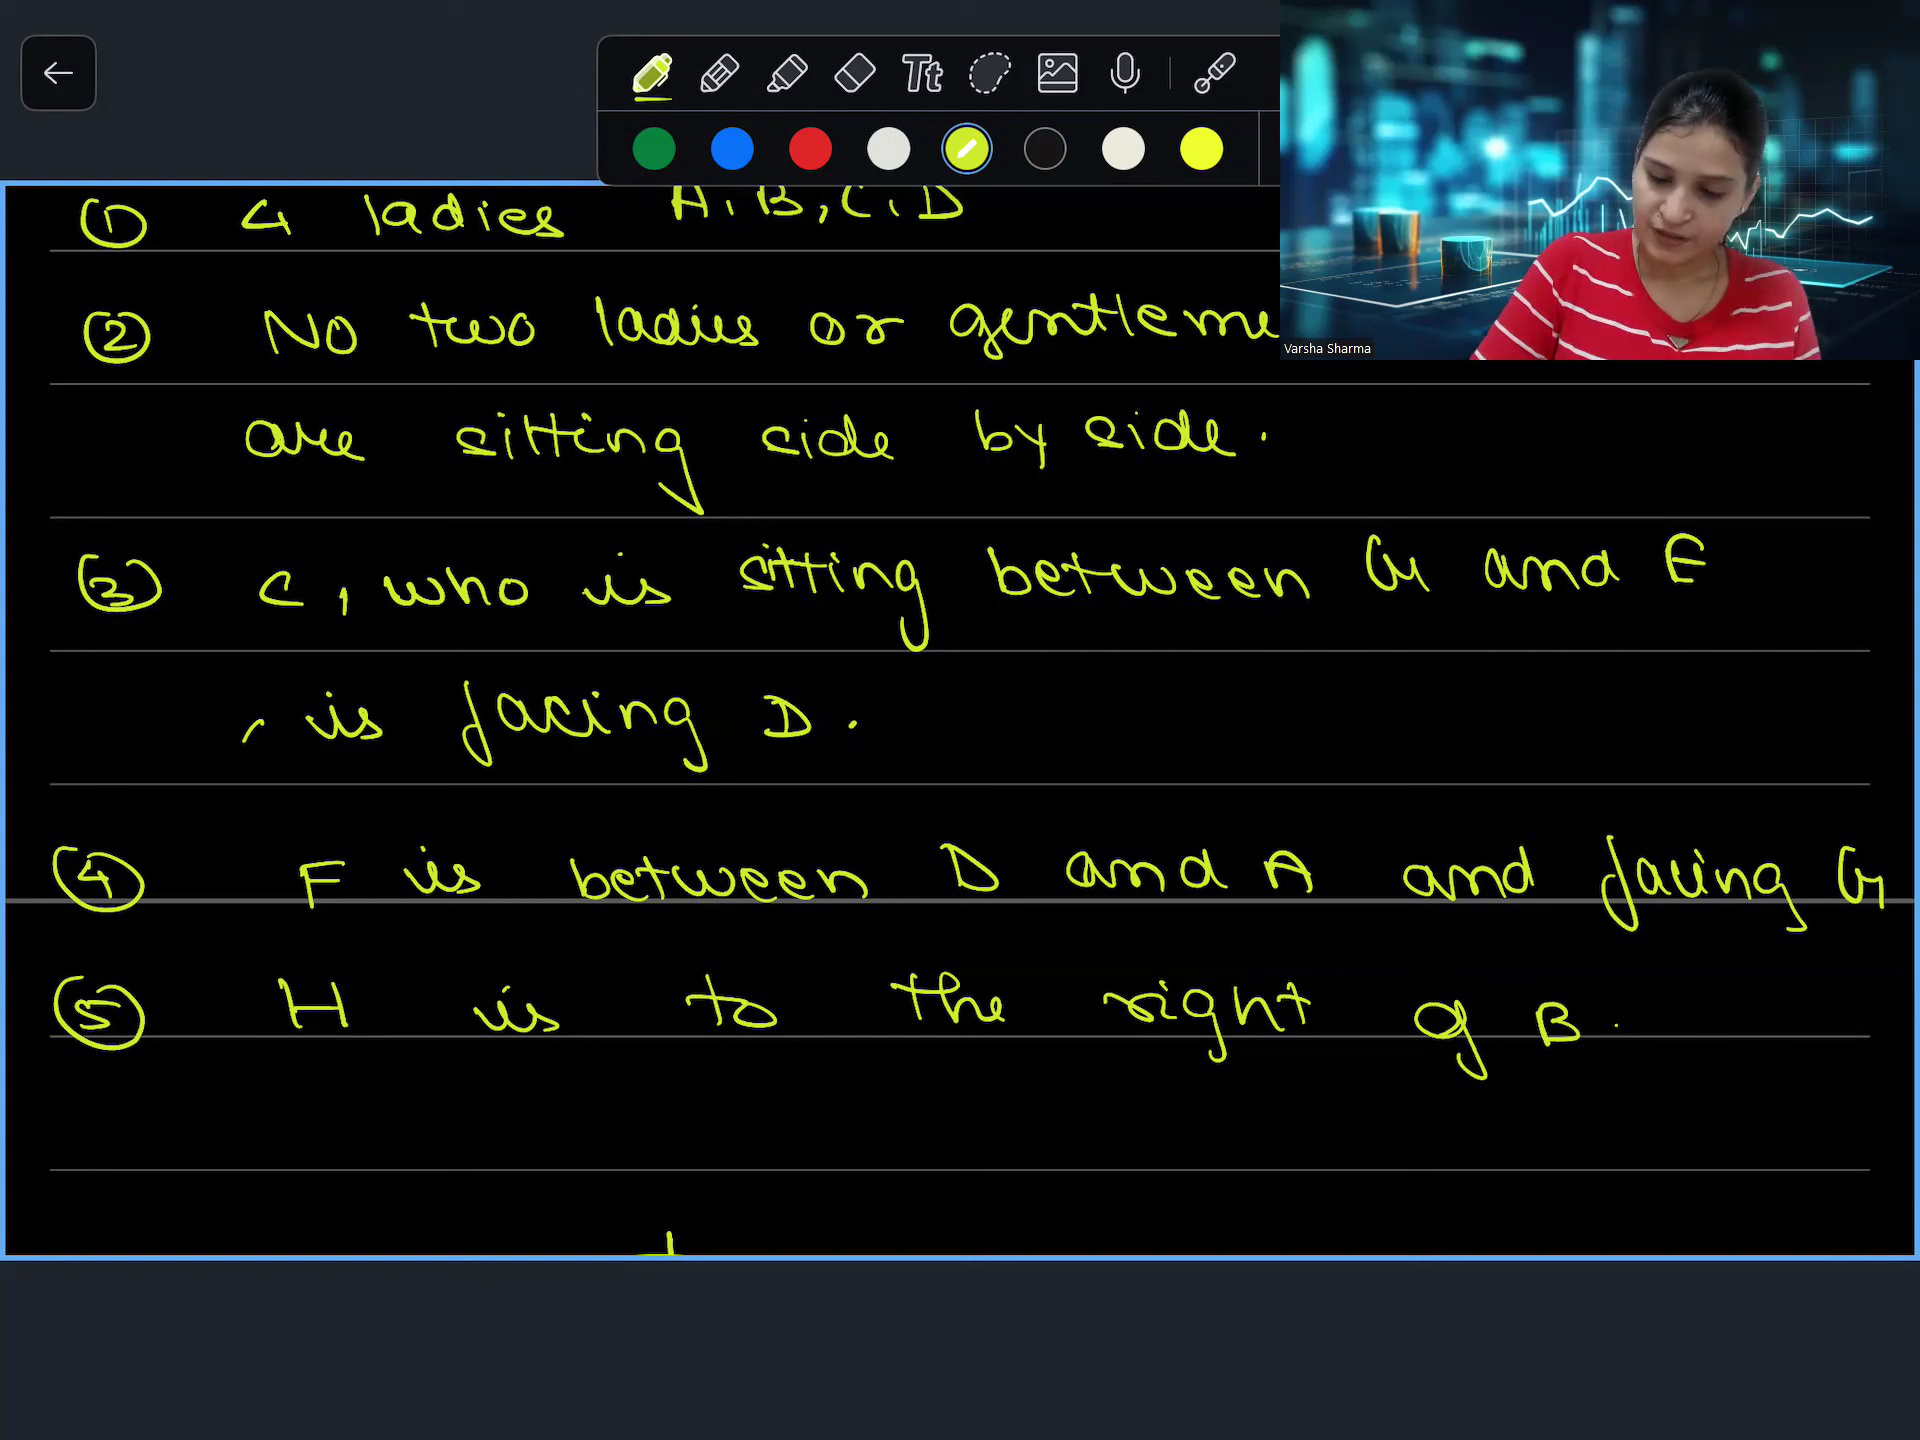 Tt
① 4 ladies A, B, C, D
② No two ladies or gentleme
are sitting side by side.
Varsha Sharma
③ C, who is sitting between G and E
, is facing D.
④ F is between D and A and facing G
⑤ H is to the right of B.